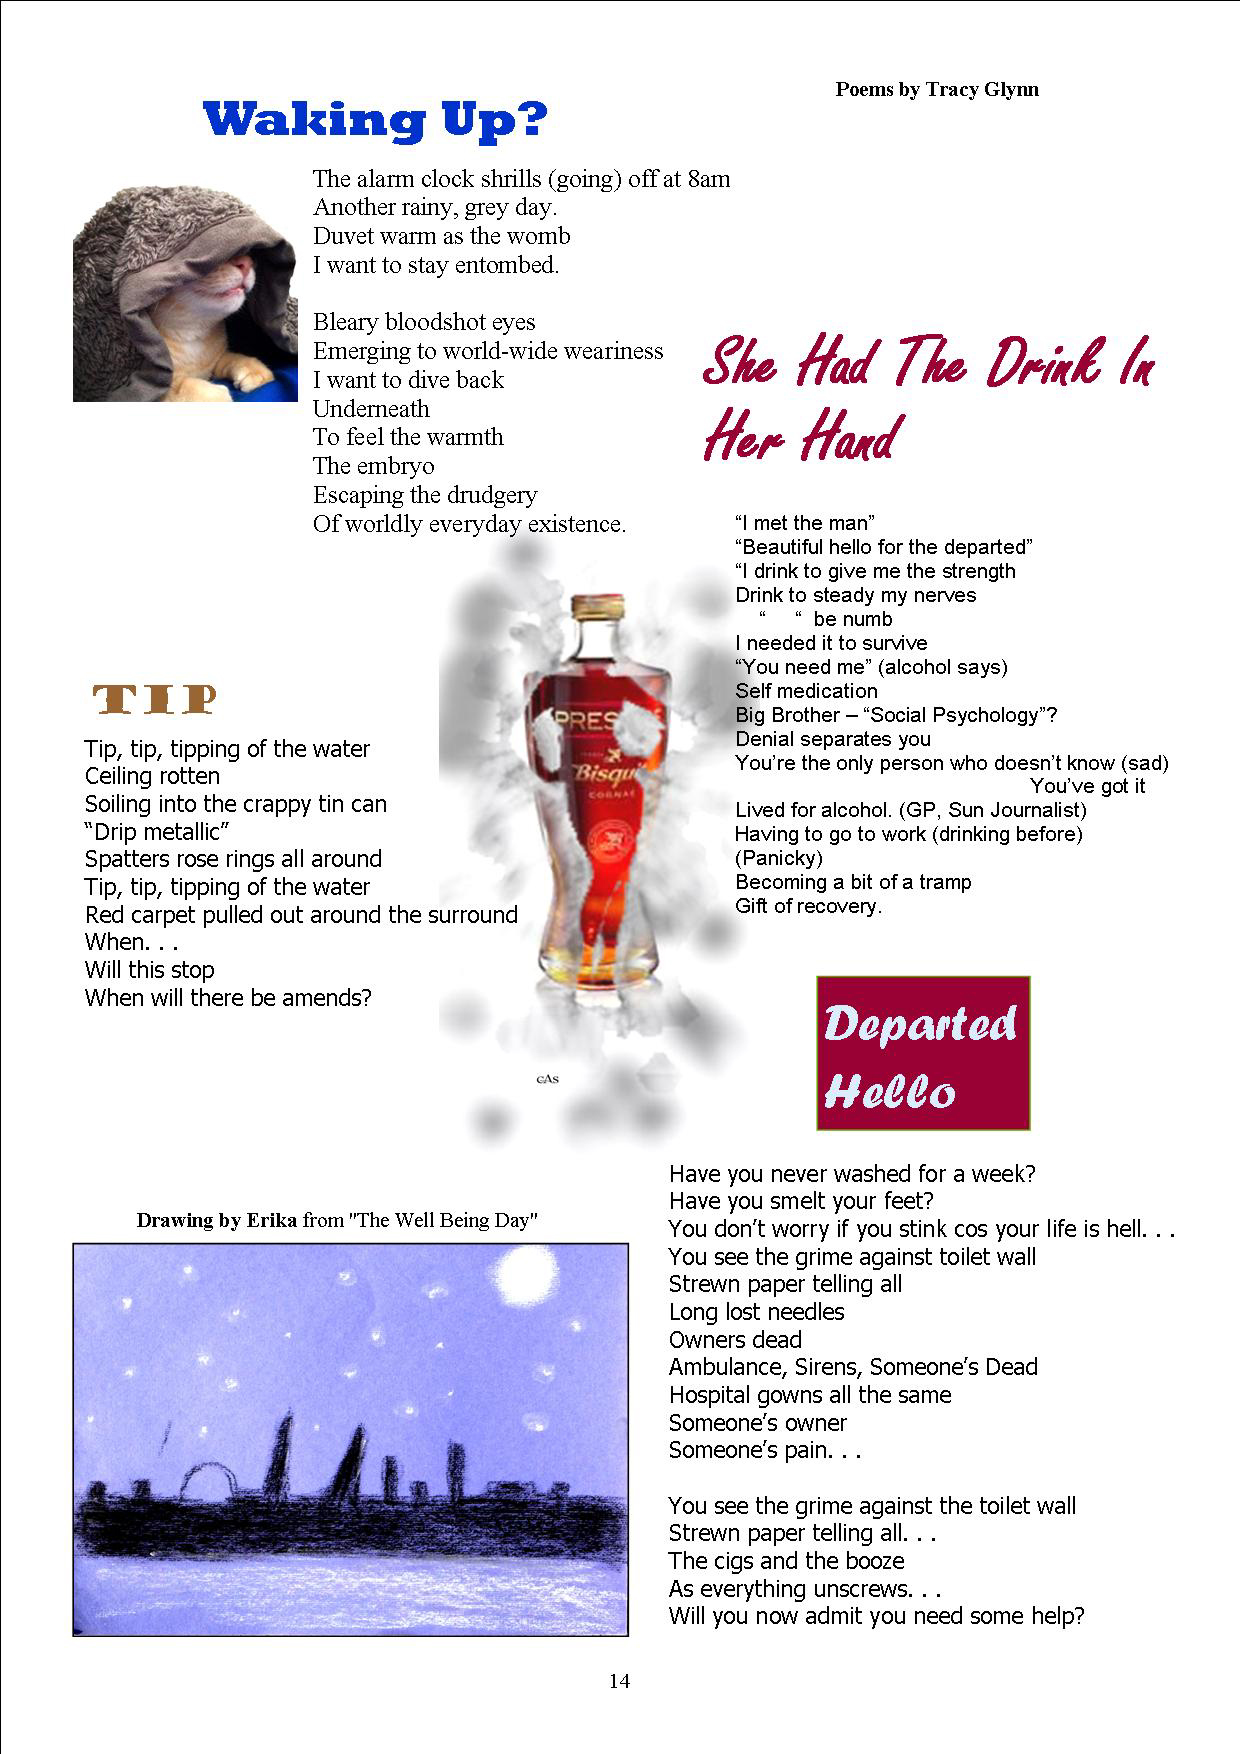 Poems by Tracy Glynn
Waking Up?
The alarm clock shrills (going) off at 8am
Another rainy, grey day.
Duvet warm as the womb
I want to stay entombed.
Bleary bloodshot eyes
Emerging to world-wide weariness
I want to dive back
Underneath
To feel the warmth
The embryo
Escaping the drudgery
Of worldly everyday existence.
She Had The Drink In
Her Hand
“I met the man”
“Beautiful hello for the departed”
“I drink to give me the strength
Drink to steady my nerves
“ “ be numb
I needed it to survive
“You need me” (alcohol says)
Self medication
Big Brother – “Social Psychology”?
Denial separates you
You’re the only person who doesn’t know (sad)
You’ve got it
Lived for alcohol. (GP, Sun Journalist)
Having to go to work (drinking before)
(Panicky)
Becoming a bit of a tramp
Gift of recovery.
TIP
Tip, tip, tipping of the water
Ceiling rotten
Soiling into the crappy tin can
“Drip metallic”
Spatters rose rings all around
Tip, tip, tipping of the water
Red carpet pulled out around the surround
When. . .
Will this stop
When will there be amends?
PRES
Bisqui
COGNAC
cAs
Departed
Hello
Have you never washed for a week?
Have you smelt your feet?
You don’t worry if you stink cos your life is hell. . .
You see the grime against toilet wall
Strewn paper telling all
Long lost needles
Owners dead
Ambulance, Sirens, Someone’s Dead
Hospital gowns all the same
Someone’s owner
Someone’s pain. . .
You see the grime against the toilet wall
Strewn paper telling all. . .
The cigs and the booze
As everything unscrews. . .
Will you now admit you need some help?
Drawing by Erika from "The Well Being Day"
14